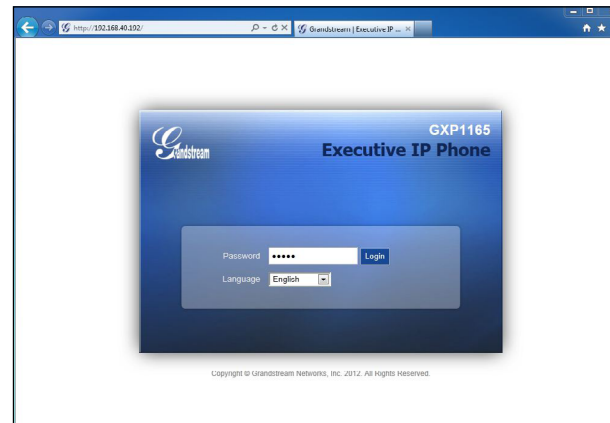 http://192.168.40.192/
Grandstream | Executive IP ...
Grandstream
GXP1165
Executive IP Phone
Password
Login
Language English
Copyright © Grandstream Networks, Inc. 2012. All Rights Reserved.